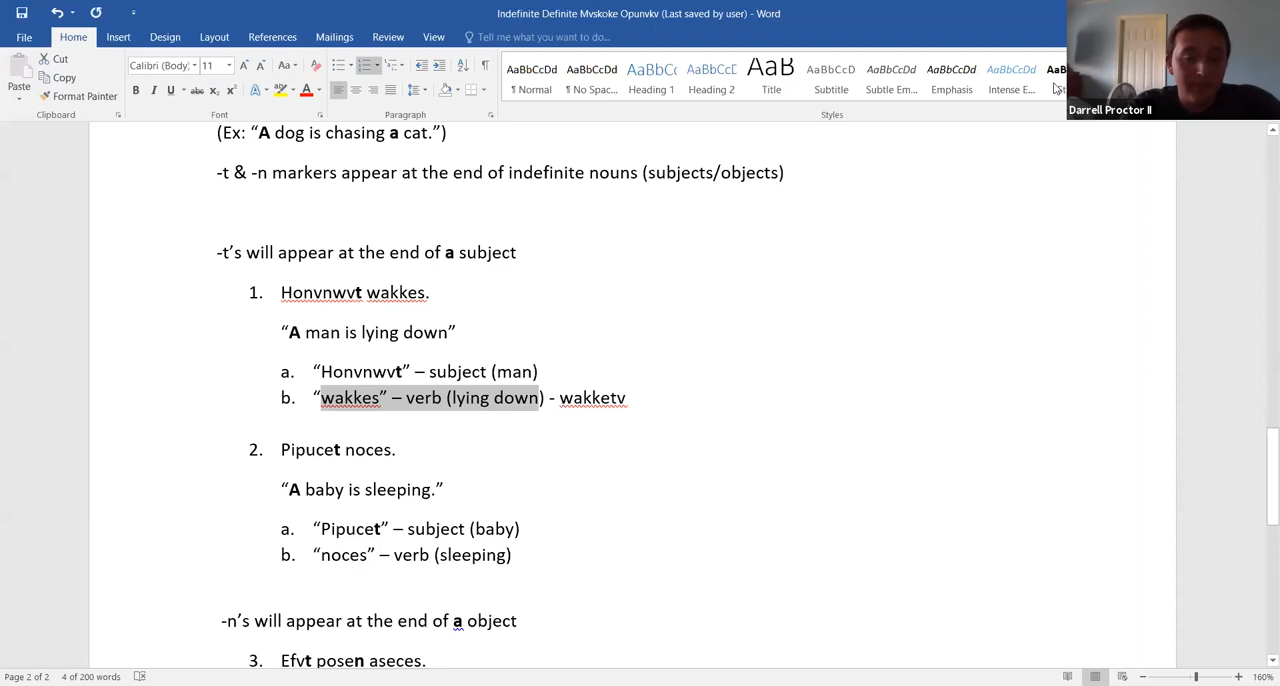 Indefinite Definite Mvskoke Opunvkv (Last saved by user) - Word
File Home Insert Design Layout References Mailings Review View Tell me what you want to do...
Cut
Copy
Paste
Format Painter
Clipboard
Calibri (Body) 11
Font
Paragraph
AaBbCcDd AaBbCcDd AaBbCc AaBbCcD AaB AaBbCcD AaBbCcDd AaBbCcDd AaBbCcDd AaBb
¶ Normal ¶ No Spac... Heading 1 Heading 2 Title Subtitle Subtle Em... Emphasis Intense E...
Styles
Darrell Proctor II
(Ex: “A dog is chasing a cat.”)
-t & -n markers appear at the end of indefinite nouns (subjects/objects)
-t’s will appear at the end of a subject
1. Honvnwvt wakkes.
“A man is lying down”
a. “Honvnwvt” – subject (man)
b. “wakkes” – verb (lying down) - wakketv
2. Pipucet noces.
“A baby is sleeping.”
a. “Pipucet” – subject (baby)
b. “noces” – verb (sleeping)
-n’s will appear at the end of a object
3. Efvt posen aseces.
Page 2 of 2 4 of 200 words
160%